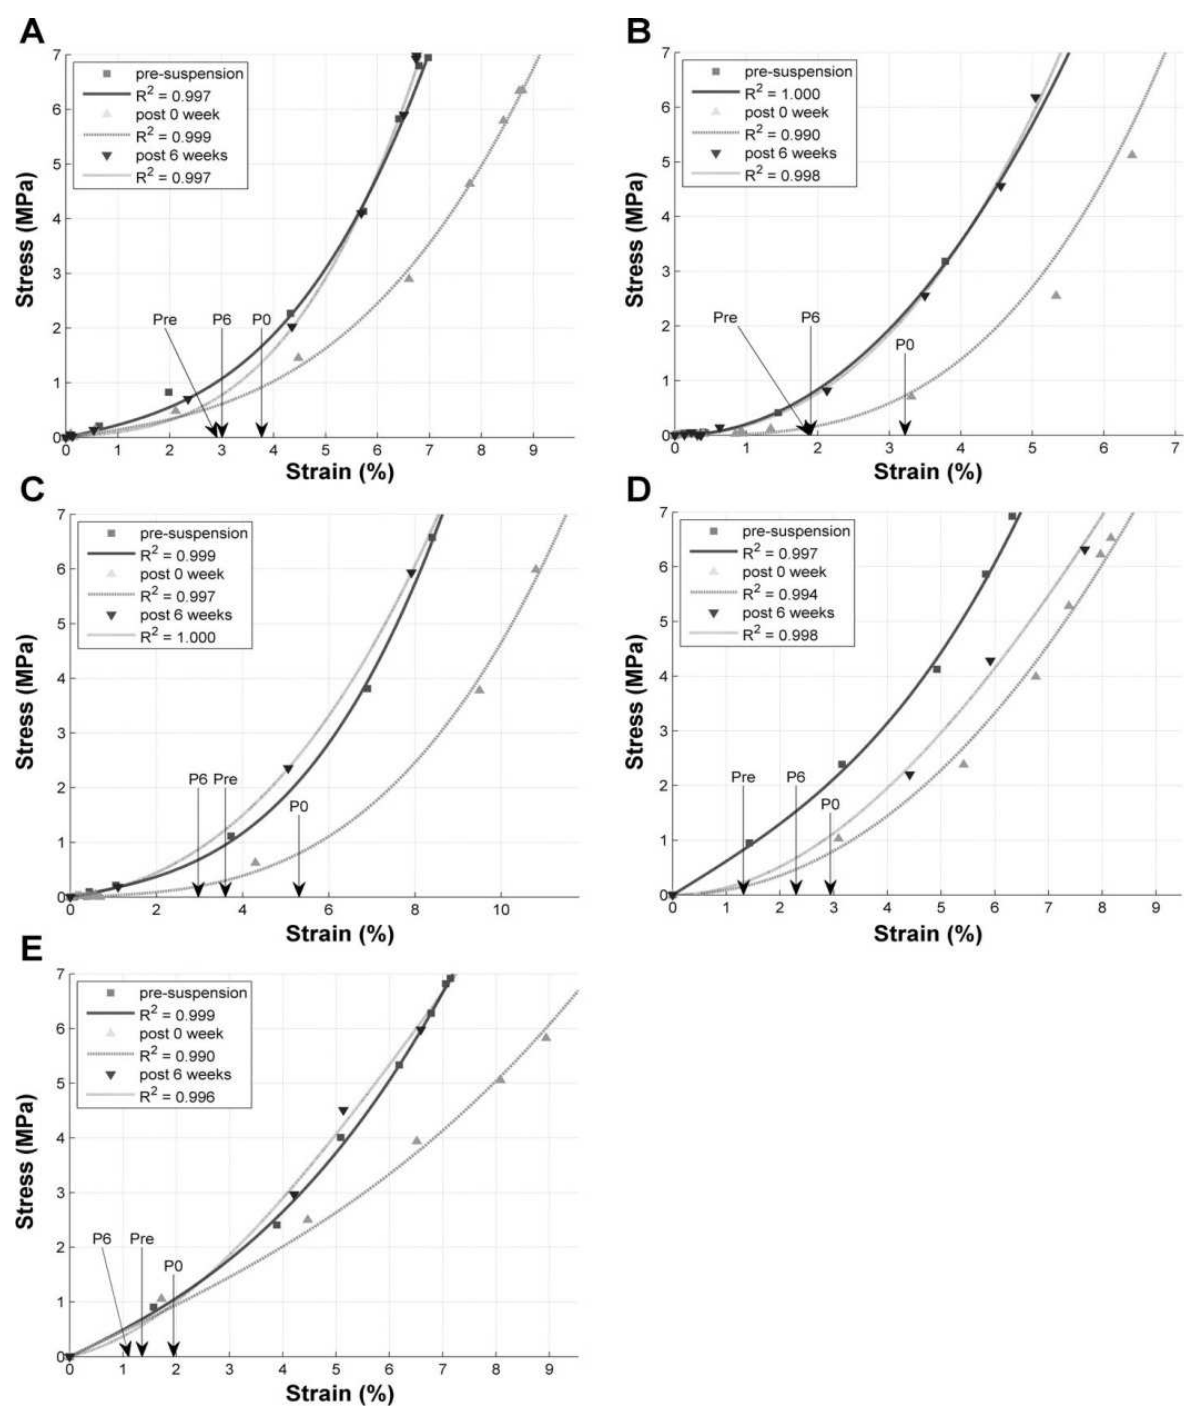 A
7
6
5
4
3
2
1
0
Stress (MPa)
pre-suspension
R² = 0.997
post 0 week
R² = 0.999
post 6 weeks
R² = 0.997
Pre
P6
P0
0 1 2 3 4 5 6 7 8 9
Strain (%)
B
7
6
5
4
3
2
1
0
Stress (MPa)
pre-suspension
R² = 1.000
post 0 week
R² = 0.990
post 6 weeks
R² = 0.998
Pre
P6
P0
0 1 2 3 4 5 6 7
Strain (%)
C
7
6
5
4
3
2
1
0
Stress (MPa)
pre-suspension
R² = 0.999
post 0 week
R² = 0.997
post 6 weeks
R² = 1.000
P6 Pre
P0
0 2 4 6 8 10
Strain (%)
D
7
6
5
4
3
2
1
0
Stress (MPa)
pre-suspension
R² = 0.997
post 0 week
R² = 0.994
post 6 weeks
R² = 0.998
Pre
P6
P0
0 1 2 3 4 5 6 7 8 9
Strain (%)
E
7
6
5
4
3
2
1
0
Stress (MPa)
pre-suspension
R² = 0.999
post 0 week
R² = 0.990
post 6 weeks
R² = 0.996
P6 Pre
P0
0 1 2 3 4 5 6 7 8 9
Strain (%)